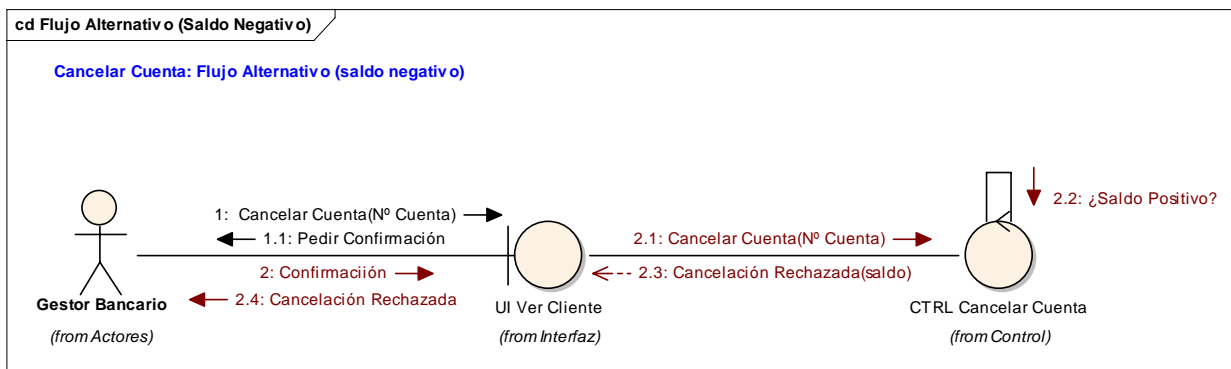 cd Flujo Alternativo (Saldo Negativo)
Cancelar Cuenta: Flujo Alternativo (saldo negativo)
1: Cancelar Cuenta(Nº Cuenta)
1.1: Pedir Confirmación
2: Confirmaciión
2.4: Cancelación Rechazada
2.1: Cancelar Cuenta(Nº Cuenta)
2.3: Cancelación Rechazada(saldo)
2.2: ¿Saldo Positivo?
Gestor Bancario
(from Actores)
UI Ver Cliente
(from Interfaz)
CTRL Cancelar Cuenta
(from Control)